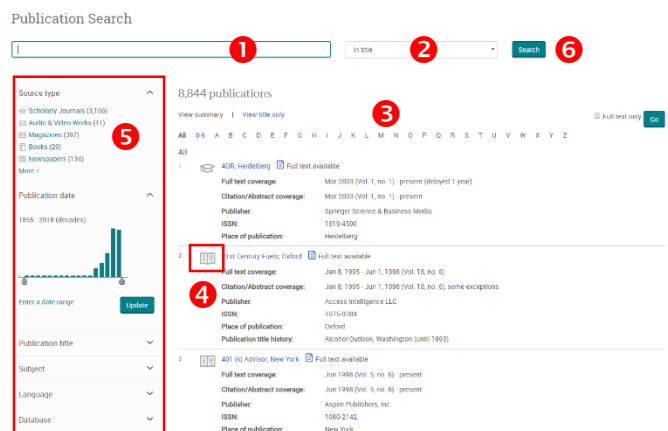 Publication Search
1
In title
2
Search
6
Source type
Scholarly Journals (3,166)
Audio & Video Works (11)
Magazines (397)
Books (29)
Newspapers (134)
More ›
5
Publication date
1855 - 2018 (decades)
Enter a date range
Update
Publication title
Subject
Language
Database
8,844 publications
3
View summary | View title only
Full text only
Go
All 0-9 A B C D E F G H I J K L M N O P Q R S T U V W X Y Z
All
1 4OR; Heidelberg Full text available
Full text coverage: Mar 2003 (Vol. 1, no. 1) - present (delayed 1 year)
Citation/Abstract coverage: Mar 2003 (Vol. 1, no. 1) - present
Publisher: Springer Science & Business Media
ISSN: 1619-4500
Place of publication: Heidelberg
2 21st Century Fuels; Oxford Full text available
4
Full text coverage: Jan 8, 1995 - Jun 1, 1998 (Vol. 18, no. 6)
Citation/Abstract coverage: Jan 8, 1995 - Jun 1, 1998 (Vol. 18, no. 6), some exceptions
Publisher: Access Intelligence LLC
ISSN: 1075-038X
Place of publication: Oxford
Publication title history: Alcohol Outlook, Washington (until 1993)
3 401 (k) Advisor; New York Full text available
Full text coverage: Jun 1998 (Vol. 5, no. 6) - present
Citation/Abstract coverage: Jun 1998 (Vol. 5, no. 6) - present
Publisher: Aspen Publishers, Inc.
ISSN: 1080-2142
Place of publication: New York